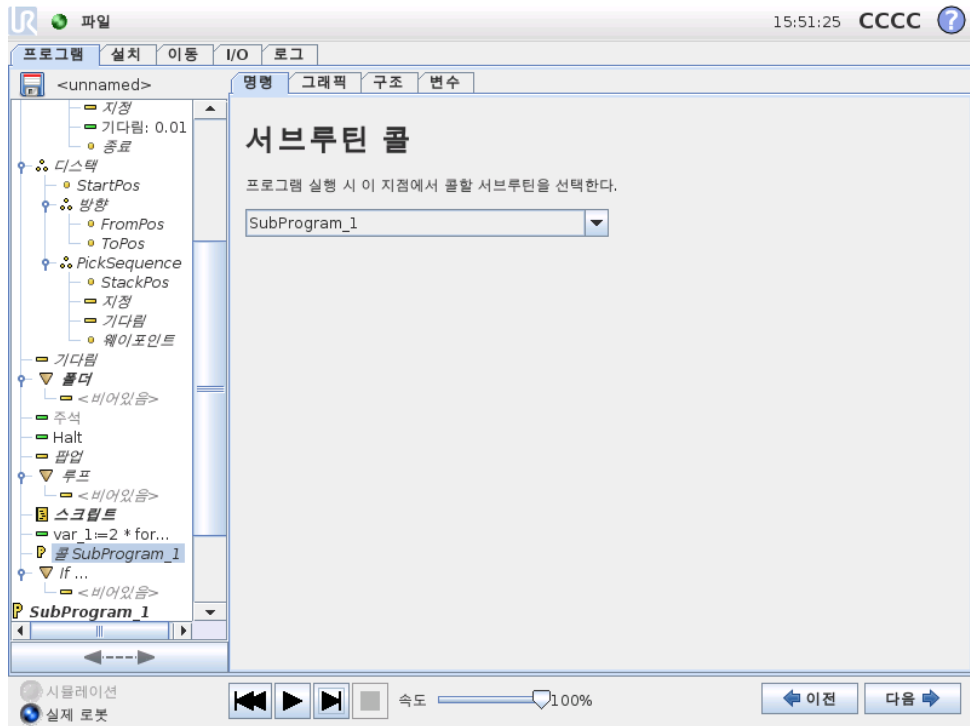 UR 파일 15:51:25 CCCC ?
프로그램 설치 이동 I/O 로그
<unnamed> 명령 그래픽 구조 변수
지정
기다림: 0.01
종료
디스택
StartPos
방향
FromPos
ToPos
PickSequence
StackPos
지정
기다림
웨이포인트
기다림
폴더
<비어있음>
주석
Halt
팝업
루프
<비어있음>
스크립트
var_1:=2 * for...
콜 SubProgram_1
If ...
<비어있음>
SubProgram_1
서브루틴 콜
프로그램 실행 시 이 지점에서 콜할 서브루틴을 선택한다.
SubProgram_1
시뮬레이션
실제 로봇
속도 100%
이전 다음